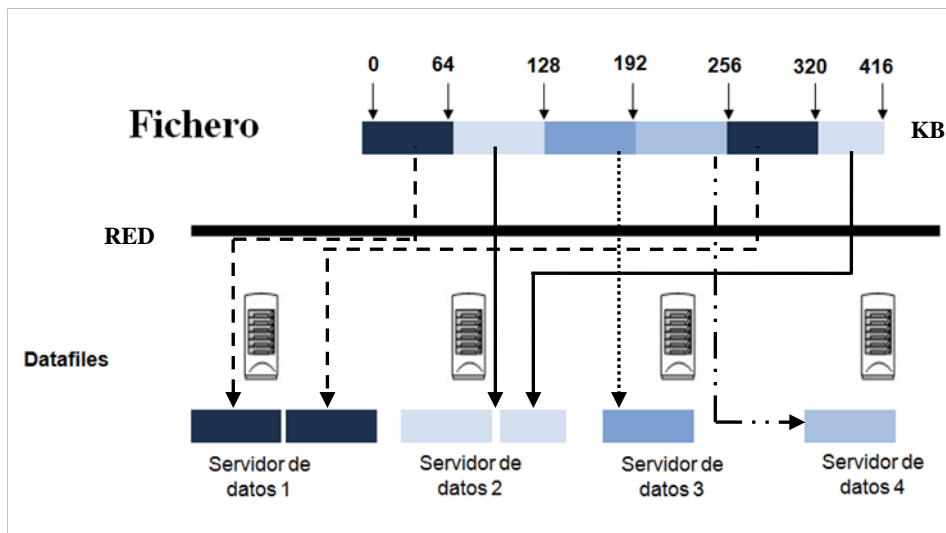 0 64 128 192 256 320 416
Fichero
KB
RED
Datafiles
Servidor de
datos 1
Servidor de
datos 2
Servidor de
datos 3
Servidor de
datos 4